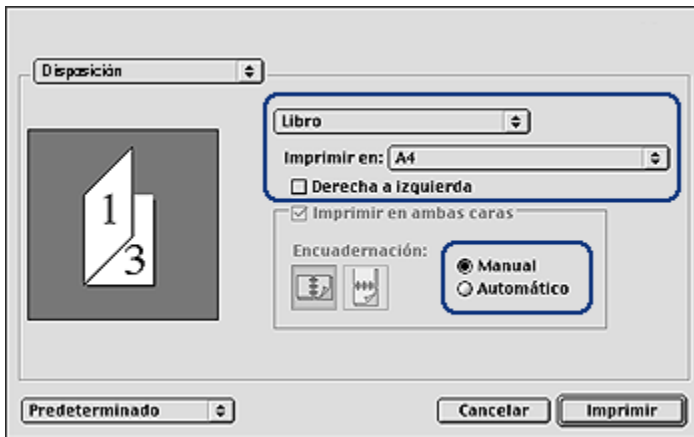 Disposición
Libro
Imprimir en: A4
Derecha a izquierda
1
3
Imprimir en ambas caras
Encuadernación:
Manual
Automático
Predeterminado
Cancelar
Imprimir